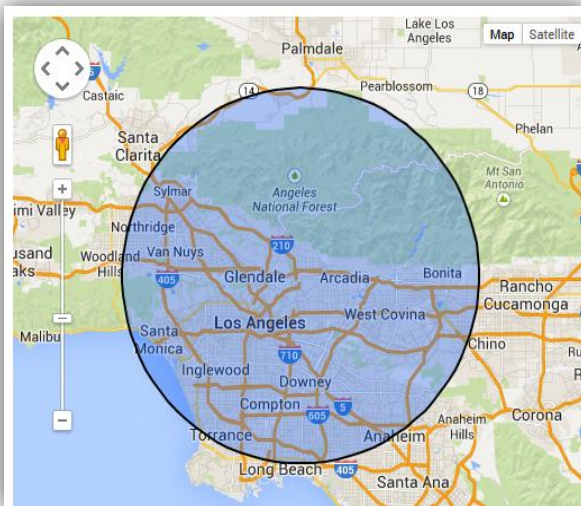 Lake Los
Angeles
Palmdale
Map
Satellite
5
Castaic
14
Pearblossom
18
Santa
Clarita
Phelan
Angeles
National Forest
Mt San
Antonio
Sylmar
imi Valley
Northridge
210
usand
aks
Woodland
Hills
Van Nuys
405
Glendale
Arcadia
Bonita
Rancho
Cucamonga
Malibu
Santa
Monica
Los Angeles
West Covina
Chino
710
Inglewood
Downey
Compton
605
5
Corona
Anaheim
Hills
Torrance
Anaheim
Long Beach
405
Santa Ana